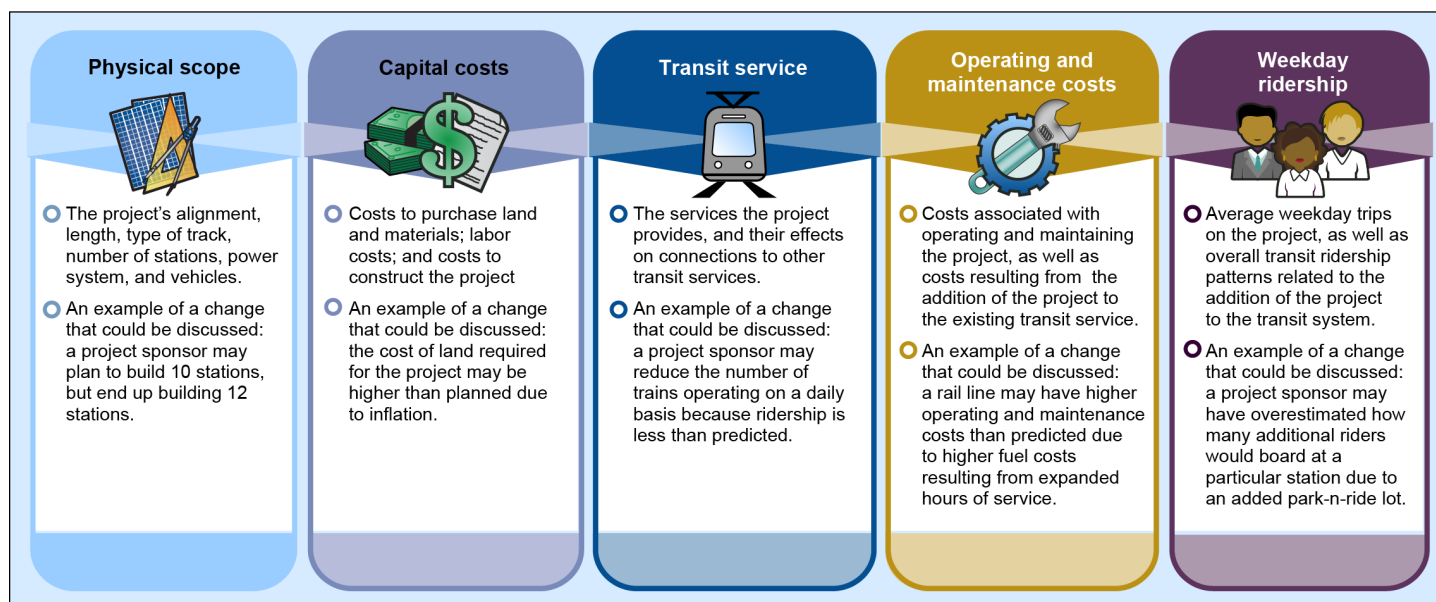 Physical scope
The project's alignment,
length, type of track,
number of stations, power
system, and vehicles.
An example of a change
that could be discussed:
a project sponsor may
plan to build 10 stations,
but end up building 12
stations.
Capital costs
Costs to purchase land
and materials; labor
costs; and costs to
construct the project
An example of a change
that could be discussed:
the cost of land required
for the project may be
higher than planned due
to inflation.
Transit service
The services the project
provides, and their effects
on connections to other
transit services.
An example of a change
that could be discussed:
a project sponsor may
reduce the number of
trains operating on a daily
basis because ridership is
less than predicted.
Operating and
maintenance costs
Costs associated with
operating and maintaining
the project, as well as
costs resulting from the
addition of the project to
the existing transit service.
An example of a change
that could be discussed:
a rail line may have higher
operating and maintenance
costs than predicted due
to higher fuel costs
resulting from expanded
hours of service.
Weekday
ridership
Average weekday trips
on the project, as well as
overall transit ridership
patterns related to the
addition of the project
to the transit system.
An example of a change
that could be discussed:
a project sponsor may
have overestimated how
many additional riders
would board at a
particular station due to
an added park-n-ride lot.